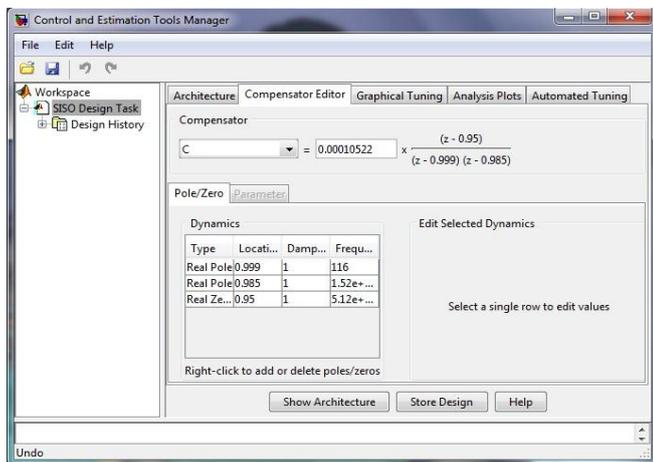 Control and Estimation Tools Manager
File Edit Help
Workspace
SISO Design Task
Design History
Architecture Compensator Editor Graphical Tuning Analysis Plots Automated Tuning
Compensator
C = 0.00010522 x (z - 0.95)
(z - 0.999) (z - 0.985)
Pole/Zero Parameter
Dynamics
Type Locati... Damp... Frequ...
Real Pole 0.999 1 116
Real Pole 0.985 1 1.52e+...
Real Ze... 0.95 1 5.12e+...
Right-click to add or delete poles/zeros
Edit Selected Dynamics
Select a single row to edit values
Show Architecture Store Design Help
Undo